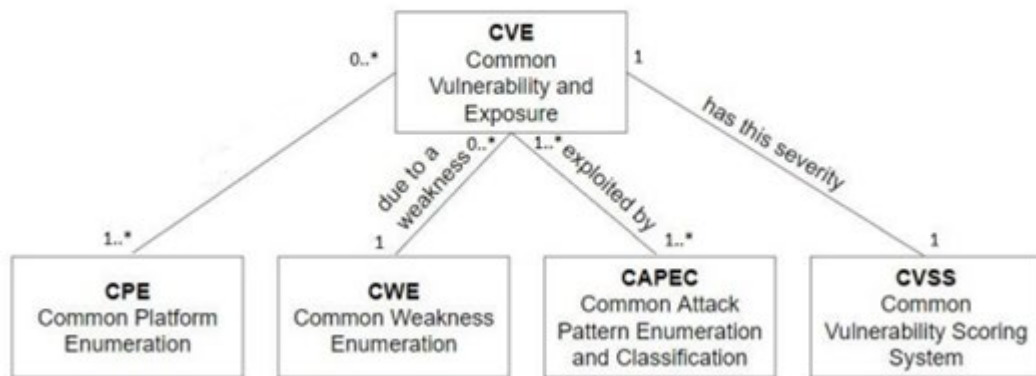 CVE
Common
Vulnerability and
Exposure
0..*
1
0..*
1..*
due to a
weakness
exploited by
has this severity
1..*
1
1..*
1
CPE
Common Platform
Enumeration
CWE
Common Weakness
Enumeration
CAPEC
Common Attack
Pattern Enumeration
and Classification
CVSS
Common
Vulnerability Scoring
System